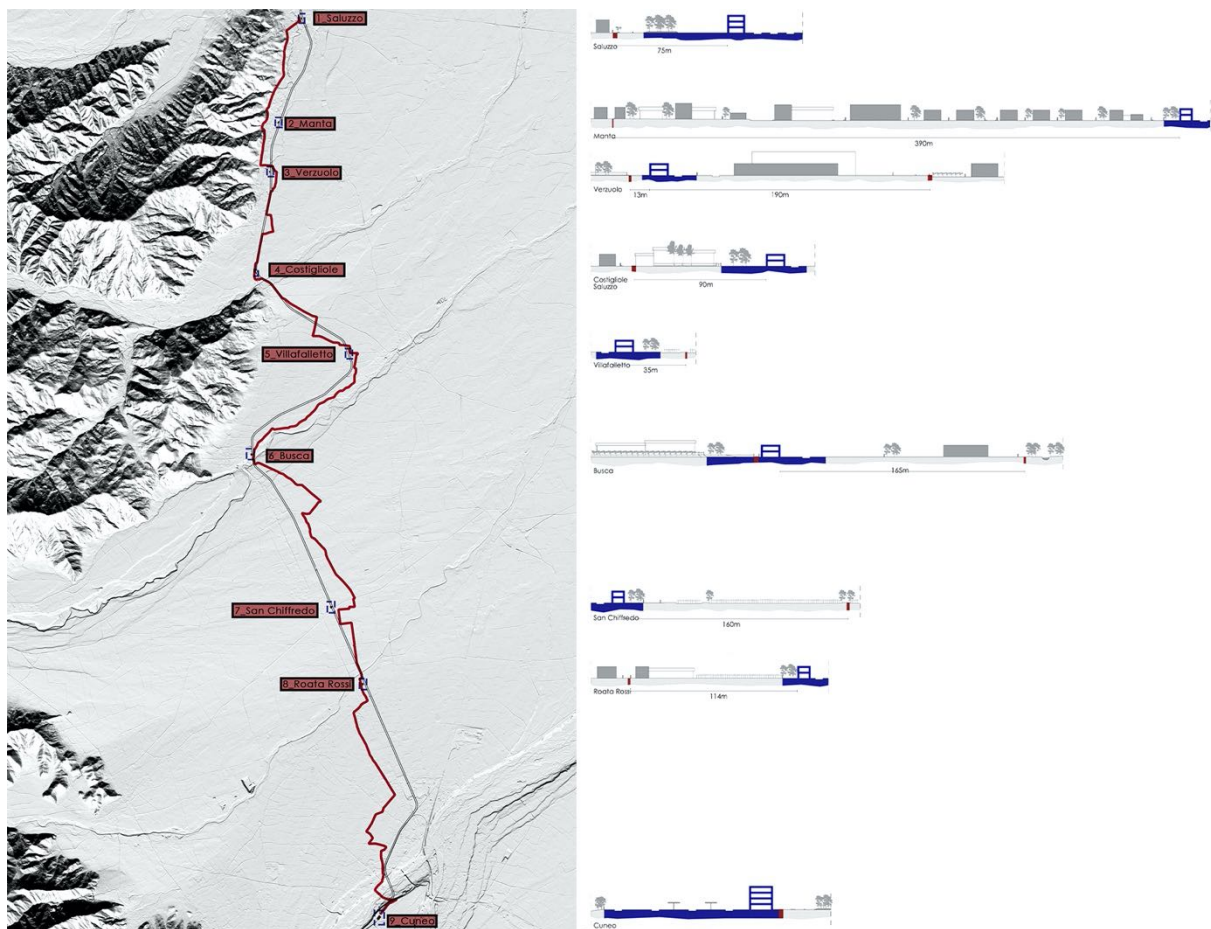 1_Saluzzo
2_Manta
3_Verzuolo
4_Costigliole
5_Villafalletto
6_Busca
7_San Chiffredo
8_Roata Rossi
9_Cuneo
Saluzzo
75m
Manta
390m
Verzuolo
13m
190m
Costigliole
Saluzzo
90m
Villafalletto
35m
Busca
165m
San Chiffredo
160m
Roata Rossi
114m
Cuneo